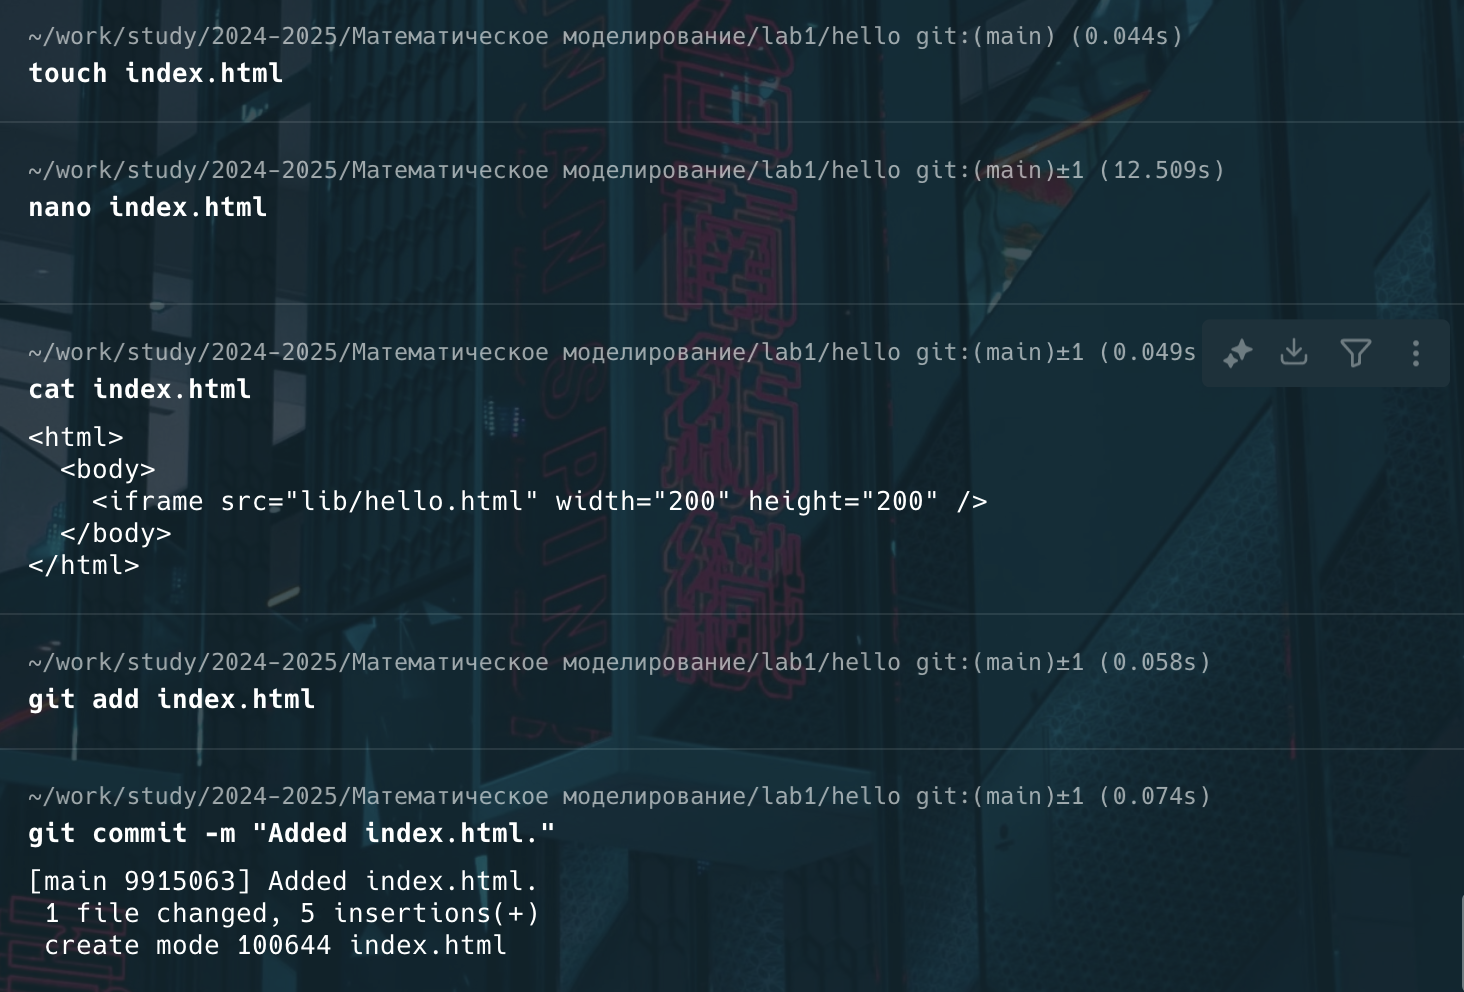 ~/work/study/2024-2025/Математическое моделирование/lab1/hello git:(main) (0.044s)
touch index.html
~/work/study/2024-2025/Математическое моделирование/lab1/hello git:(main)±1 (12.509s)
nano index.html
~/work/study/2024-2025/Математическое моделирование/lab1/hello git:(main)±1 (0.049s
cat index.html
<html>
  <body>
    <iframe src="lib/hello.html" width="200" height="200" />
  </body>
</html>
~/work/study/2024-2025/Математическое моделирование/lab1/hello git:(main)±1 (0.058s)
git add index.html
~/work/study/2024-2025/Математическое моделирование/lab1/hello git:(main)±1 (0.074s)
git commit -m "Added index.html."
[main 9915063] Added index.html.
 1 file changed, 5 insertions(+)
 create mode 100644 index.html